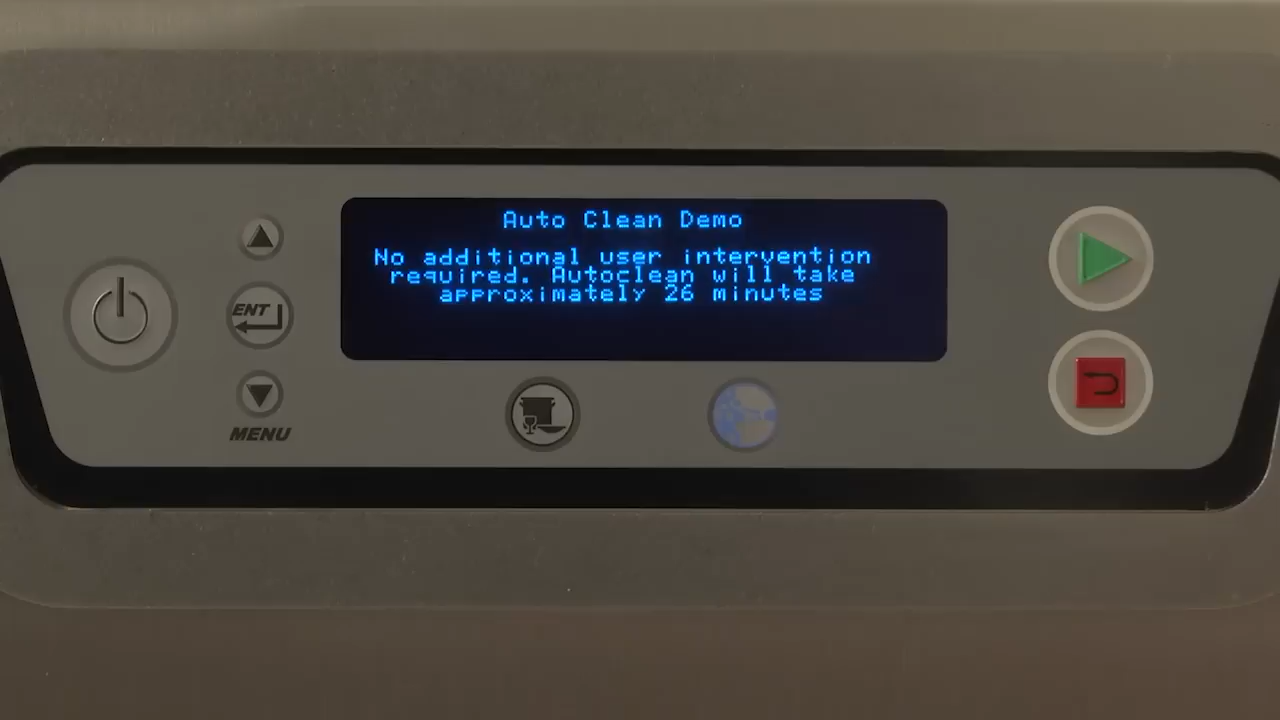 Auto Clean Demo
No additional user intervention
required. Autoclean will take
approximately 26 minutes
ENT
MENU